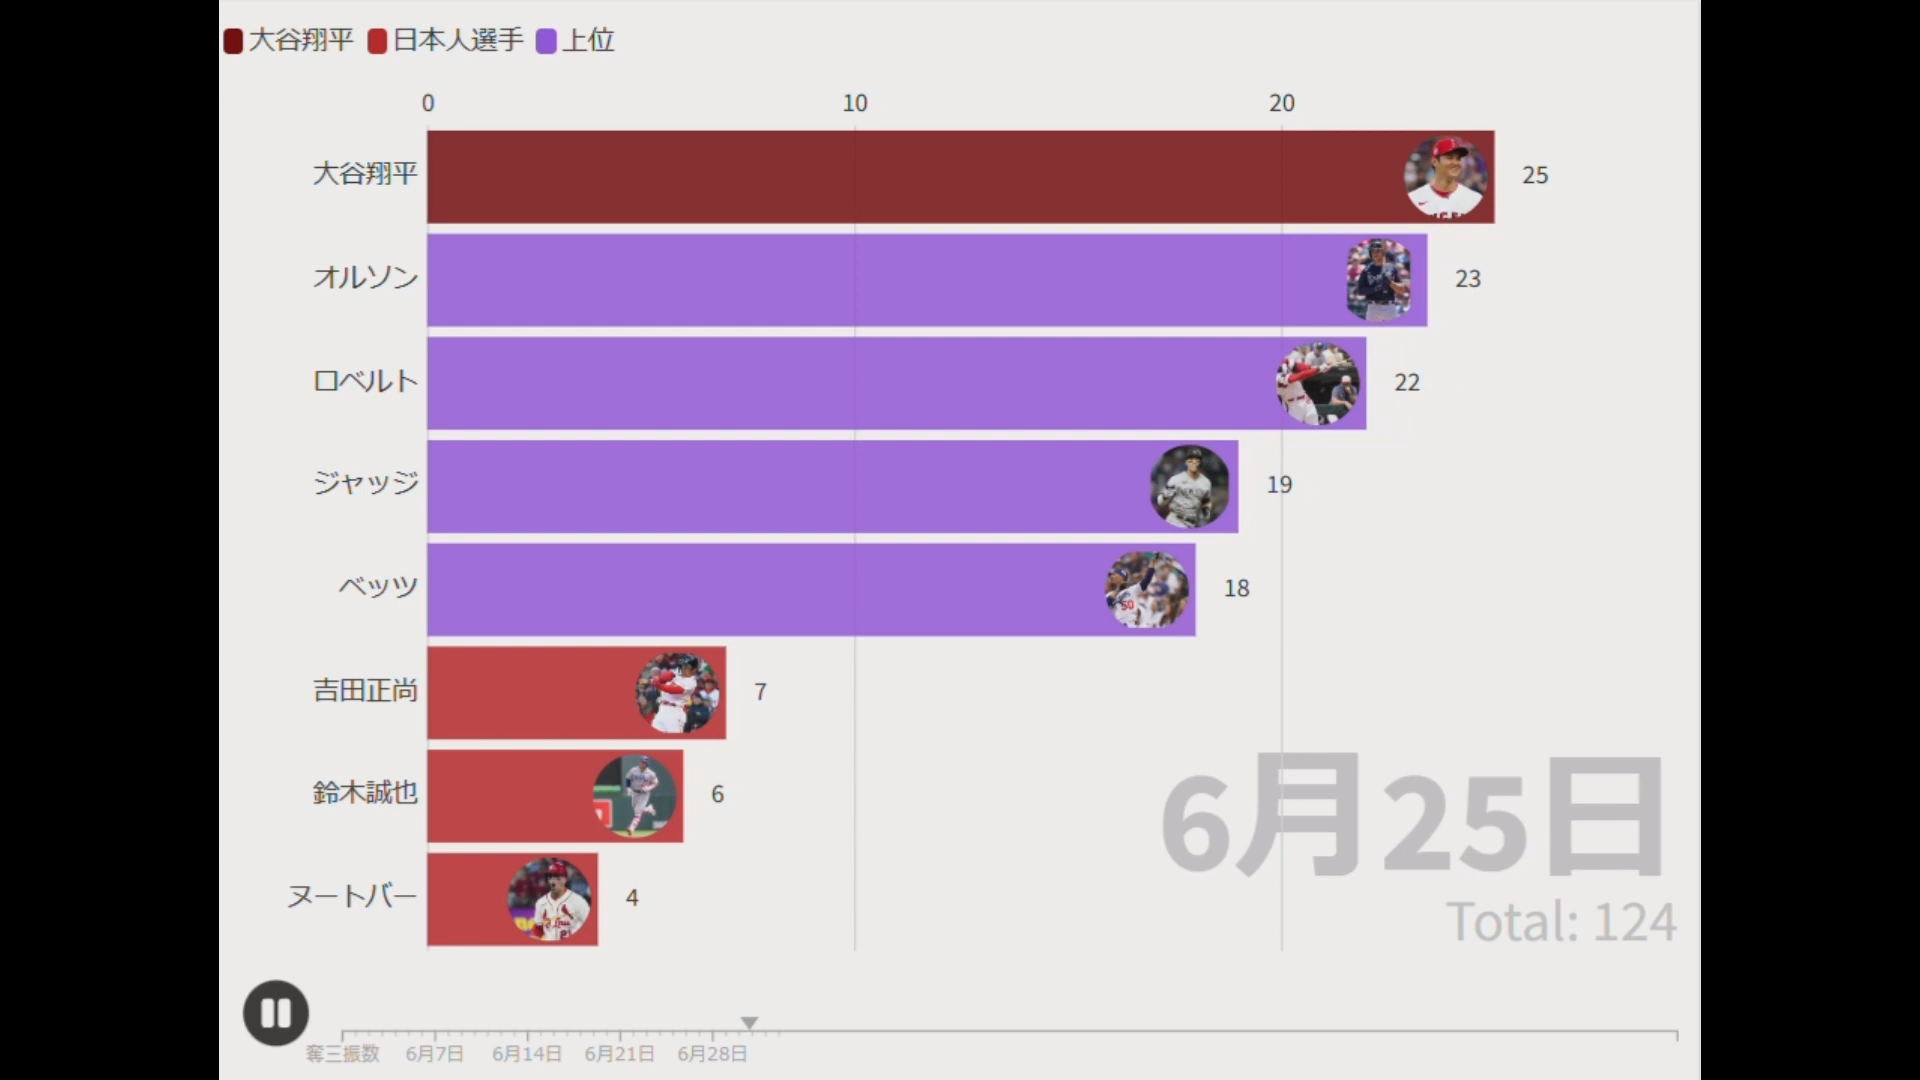 大谷翔平 日本人選手 上位
0 10 20
大谷翔平 25
オルソン 23
ロベルト 22
ジャッジ 19
ベッツ 18
50
吉田正尚 7
鈴木誠也 6
ヌートバー 4
6月25日
Total: 124
奪三振数 6月7日 6月14日 6月21日 6月28日